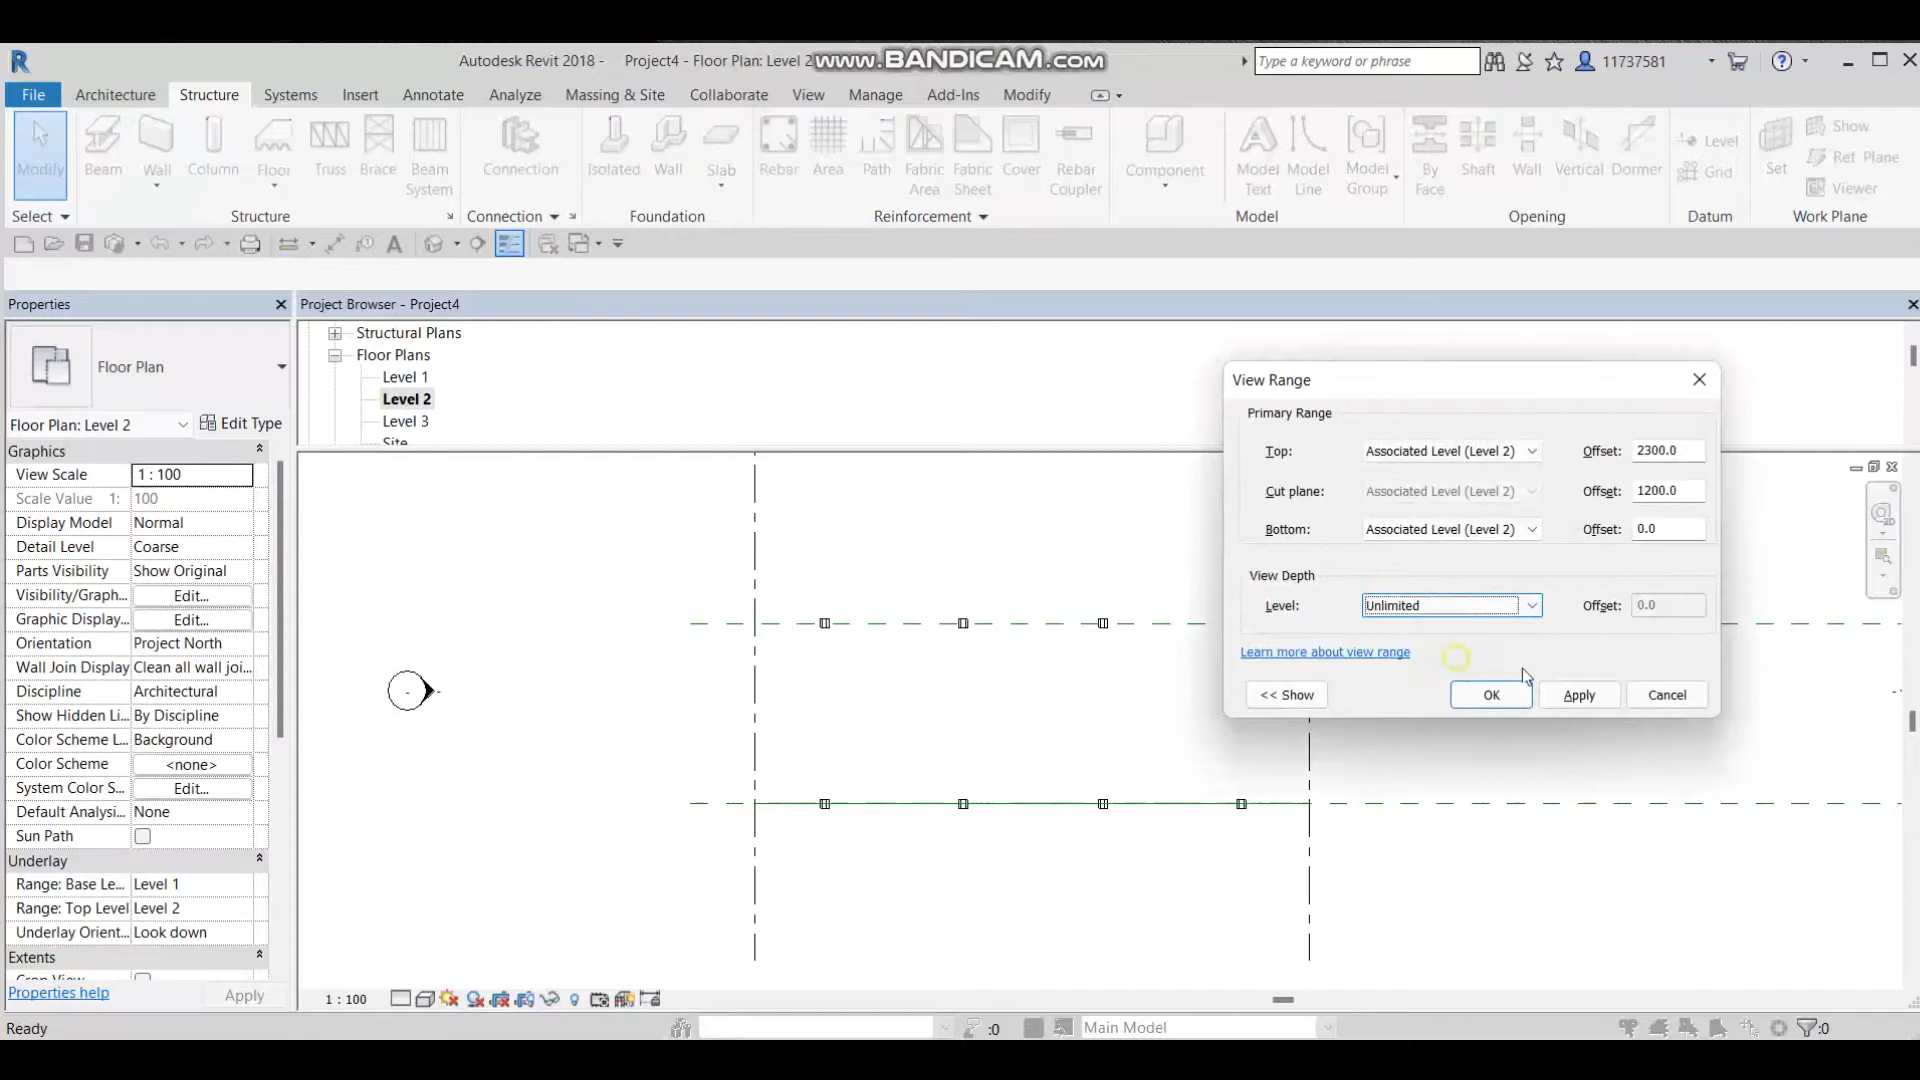 Autodesk Revit 2018 - Project4 - Floor Plan: Level 2
www.BANDICAM.com
Type a keyword or phrase
11737581
File Architecture Structure Systems Insert Annotate Analyze Massing & Site Collaborate View Manage Add-Ins Modify
Modify
Beam
Wall
Column
Floor
Truss
Brace
Beam
System
Connection
Isolated
Wall
Slab
Rebar
Area
Path
Fabric
Area
Fabric
Sheet
Cover
Rebar
Coupler
Component
Model
Text
Model
Line
Model
Group
By
Face
Shaft
Wall
Vertical
Dormer
Level
Grid
Set
Show
Ref Plane
Viewer
Select Structure Connection Foundation Reinforcement Model Opening Datum Work Plane
Properties
Project Browser - Project4
Floor Plan
Floor Plan: Level 2 Edit Type
Graphics
View Scale 1 : 100
Scale Value 1: 100
Display Model Normal
Detail Level Coarse
Parts Visibility Show Original
Visibility/Graph... Edit...
Graphic Display... Edit...
Orientation Project North
Wall Join Display Clean all wall joi...
Discipline Architectural
Show Hidden Li... By Discipline
Color Scheme L... Background
Color Scheme <none>
System Color S... Edit...
Default Analysi... None
Sun Path
Underlay
Range: Base Le... Level 1
Range: Top Level Level 2
Underlay Orient... Look down
Extents
Crop View
Properties help Apply
Structural Plans
Floor Plans
Level 1
Level 2
Level 3
Site
View Range
Primary Range
Top: Associated Level (Level 2) Offset: 2300.0
Cut plane: Associated Level (Level 2) Offset: 1200.0
Bottom: Associated Level (Level 2) Offset: 0.0
View Depth
Level: Unlimited Offset: 0.0
Learn more about view range
<< Show OK Apply Cancel
2D
1 : 100
Ready
:0
Main Model
:0